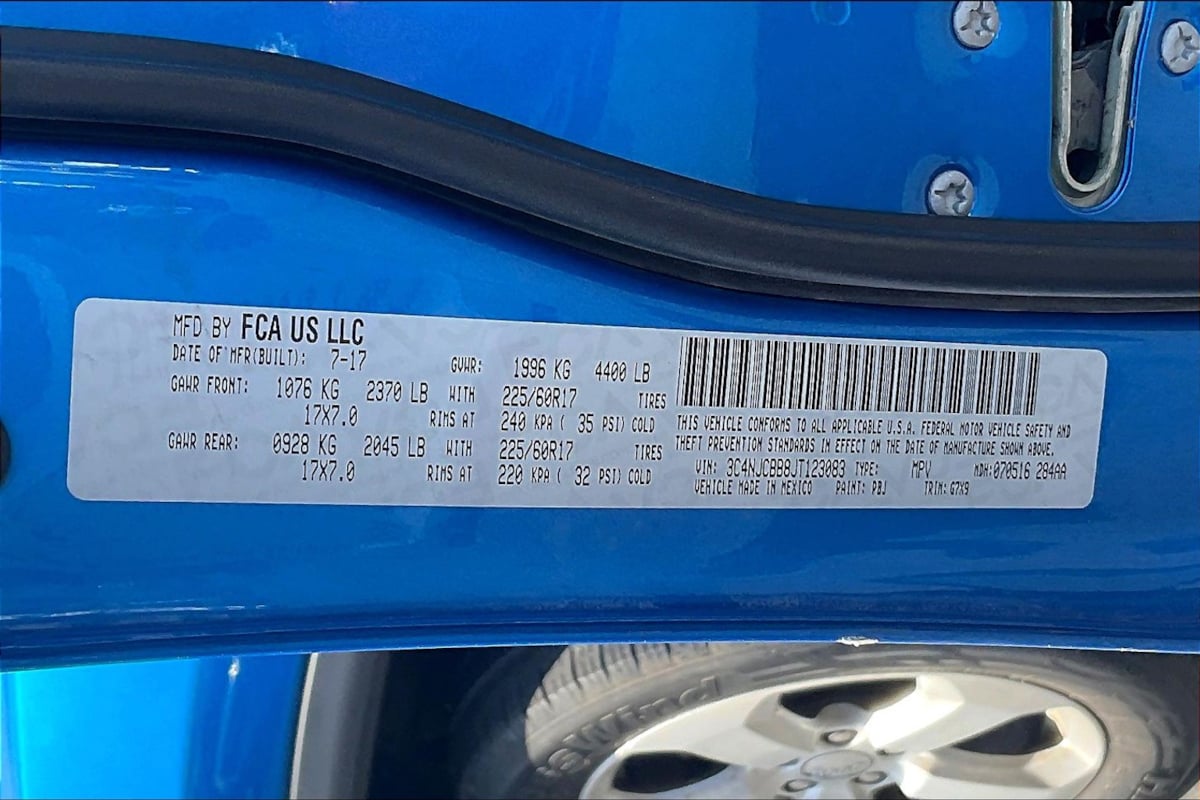 MFD BY FCA US LLC
DATE OF MFR(BUILT): 7-17 GVWR: 1996 KG 4400 LB
GAWR FRONT: 1076 KG 2370 LB WITH 225/60R17 TIRES
17X7.0 RIMS AT 240 KPA ( 35 PSI) COLD
GAWR REAR: 0928 KG 2045 LB WITH 225/60R17 TIRES
17X7.0 RIMS AT 220 KPA ( 32 PSI) COLD
THIS VEHICLE CONFORMS TO ALL APPLICABLE U.S.A. FEDERAL MOTOR VEHICLE SAFETY AND
THEFT PREVENTION STANDARDS IN EFFECT ON THE DATE OF MANUFACTURE SHOWN ABOVE.
VIN: 3C4NJCBB8JT123083 TYPE: MPV MDH:070516 284AA
VEHICLE MADE IN MEXICO PAINT: PBJ TRIM: G7X9